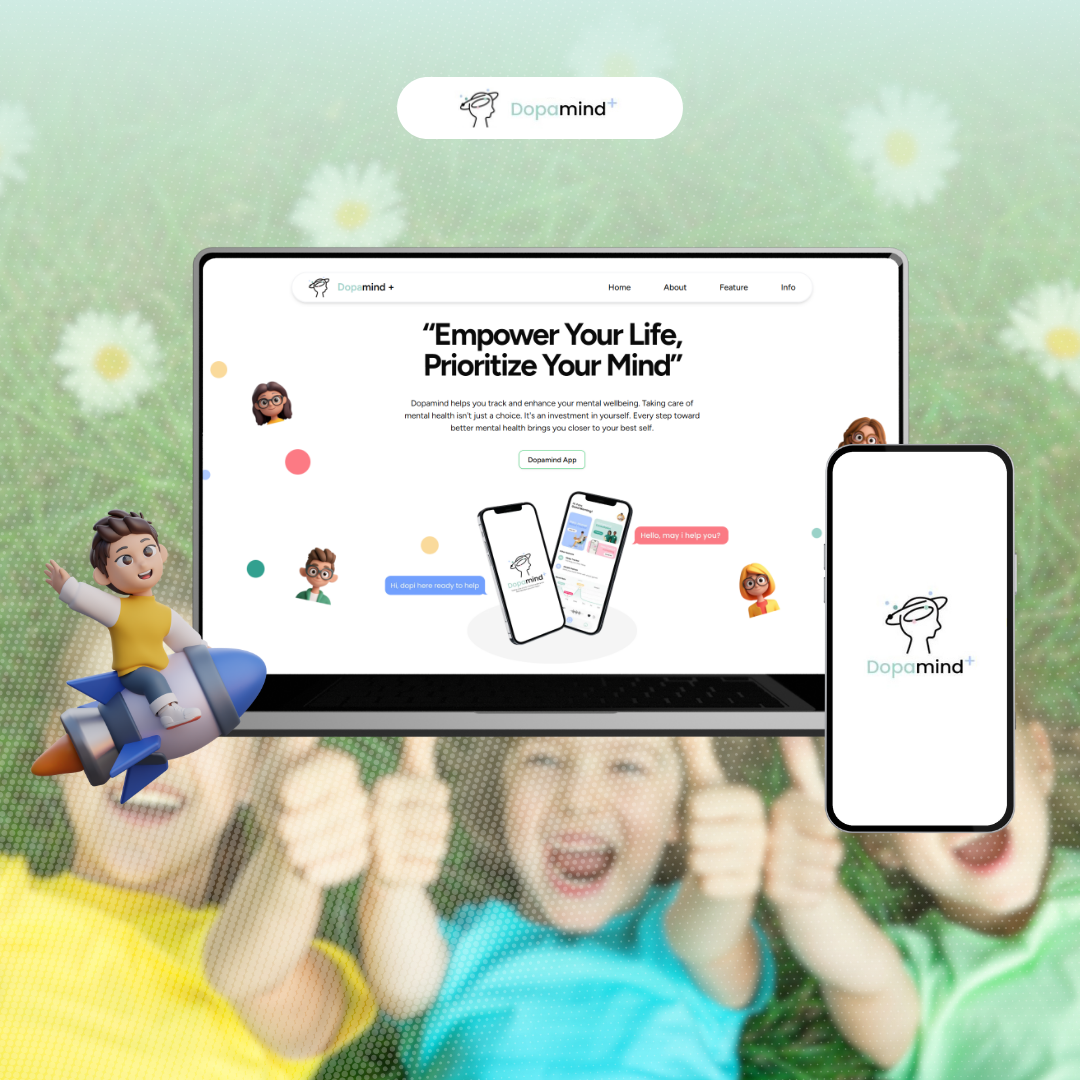 Dopamind+
Dopamind +
Home About Feature Info
“Empower Your Life,
Prioritize Your Mind”
Dopamind helps you track and enhance your mental wellbeing. Taking care of
mental health isn't just a choice. It's an investment in yourself. Every step toward
better mental health brings you closer to your best self.
Dopamind App
Hello, may i help you?
Hi, dopi here ready to help
Dopamind+
Dopamind+